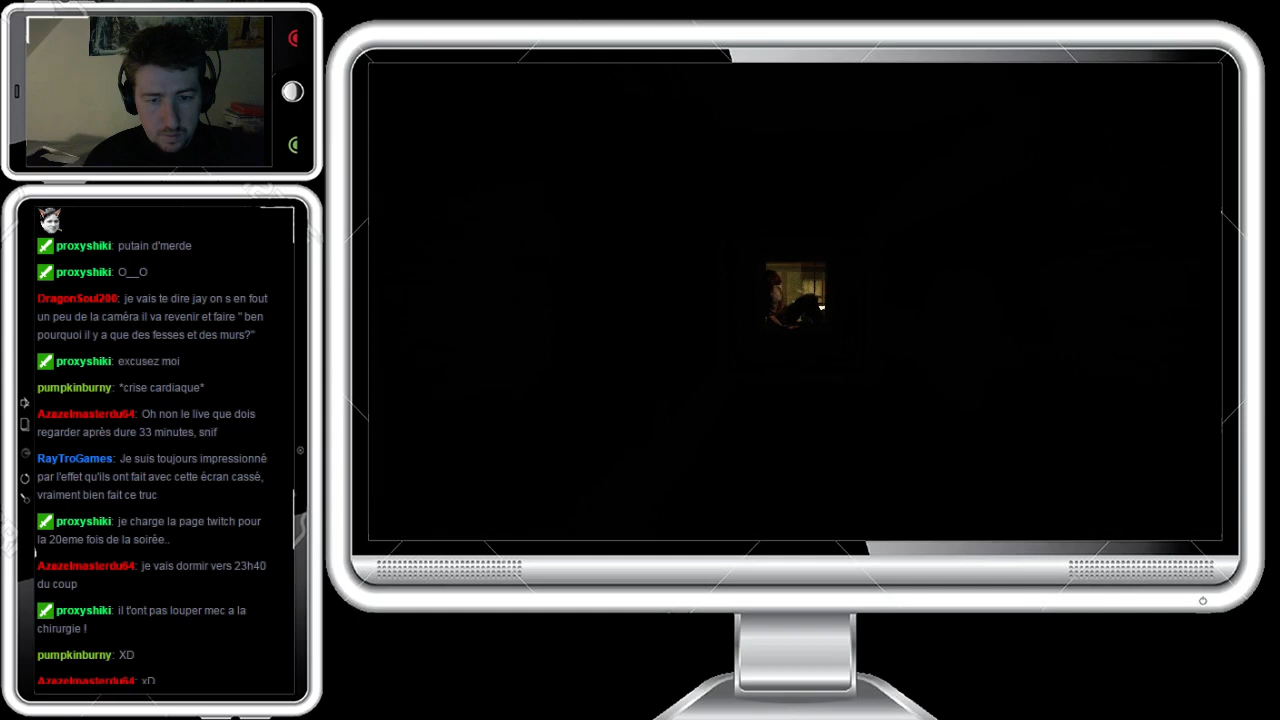 proxyshiki: putain d'merde
proxyshiki: O__O
DragonSoul200: je vais te dire jay on s en fout
un peu de la caméra il va revenir et faire " ben
pourquoi il y a que des fesses et des murs?"
proxyshiki: excusez moi
pumpkinburny: *crise cardiaque*
Azazelmasterdu64: Oh non le live que dois
regarder après dure 33 minutes, snif
RayTroGames: Je suis toujours impressionné
par l'effet qu'ils ont fait avec cette écran cassé,
vraiment bien fait ce truc
proxyshiki: je charge la page twitch pour
la 20eme fois de la soirée..
Azazelmasterdu64: je vais dormir vers 23h40
du coup
proxyshiki: il t'ont pas louper mec a la
chirurgie !
pumpkinburny: XD
Azazelmasterdu64: xD